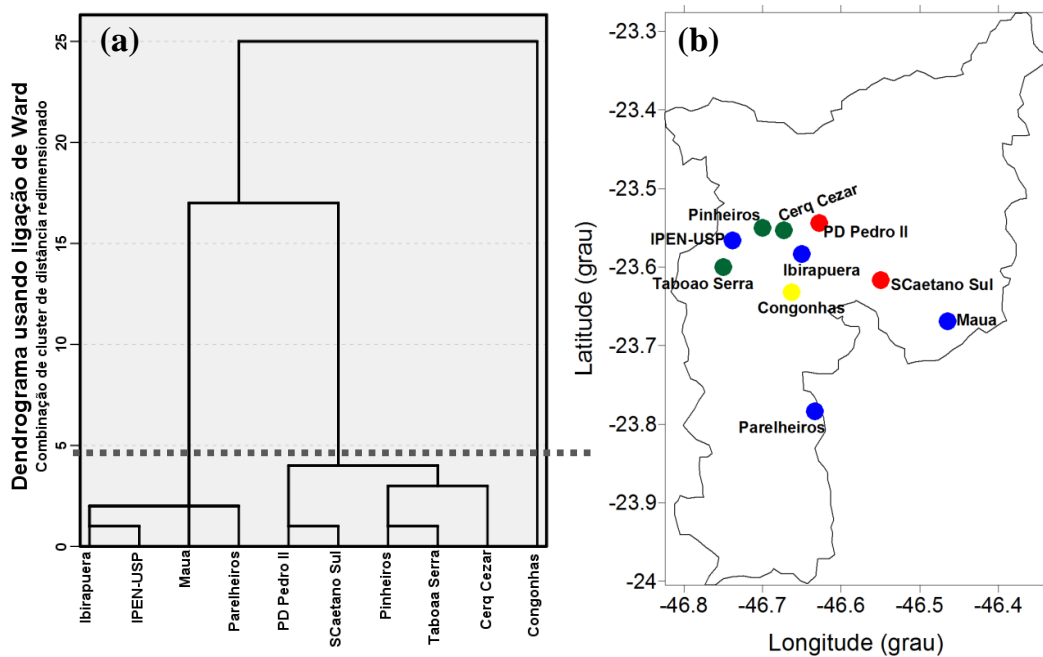 (a)
Dendrograma usando ligação de Ward
Combinação de cluster de distância redimensionado
25
20
15
10
5
0
Ibirapuera
IPEN-USP
Maua
Parelheiros
PD Pedro II
SCaetano Sul
Pinheiros
Taboaa Serra
Cerq Cezar
Congonhas
(b)
Latitude (grau)
-23.3
-23.4
-23.5
-23.6
-23.7
-23.8
-23.9
-24
Cerq Cezar
Pinheiros
PD Pedro II
IPEN-USP
Ibirapuera
Taboao Serra
SCaetano Sul
Congonhas
Maua
Parelheiros
-46.8
-46.7
-46.6
-46.5
-46.4
Longitude (grau)